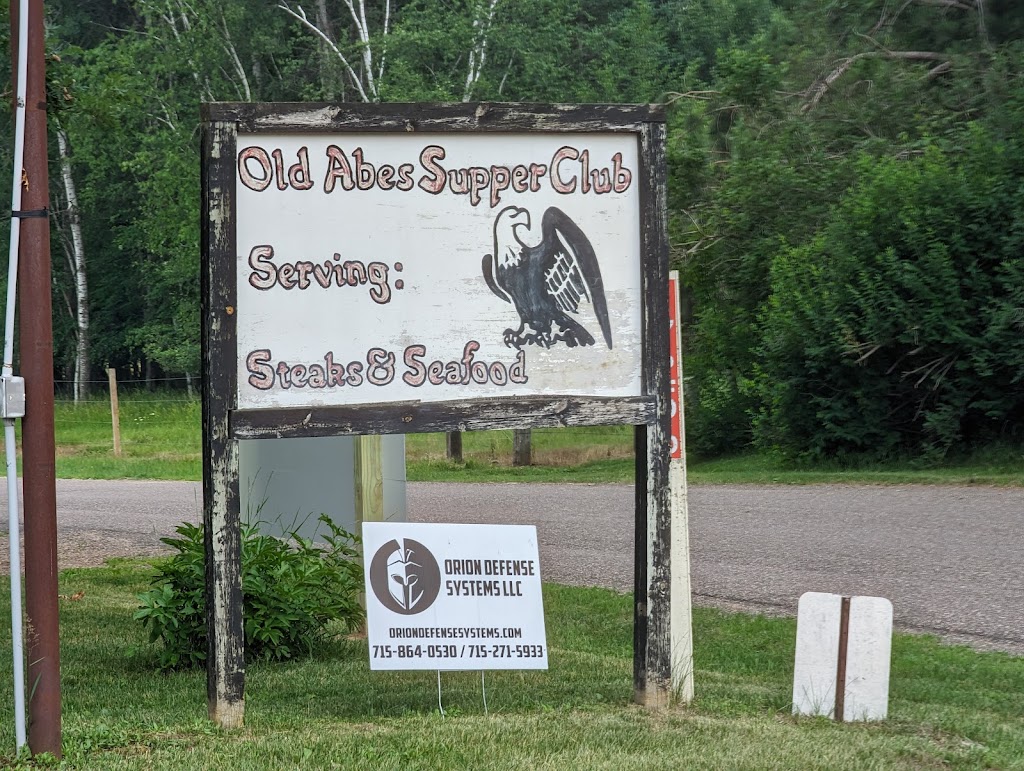 Old Abes Supper Club
Serving:
Steaks & Seafood
ORION DEFENSE
SYSTEMS LLC
ORIONDEFENSESYSTEMS.COM
715-864-0530 / 715-271-5933